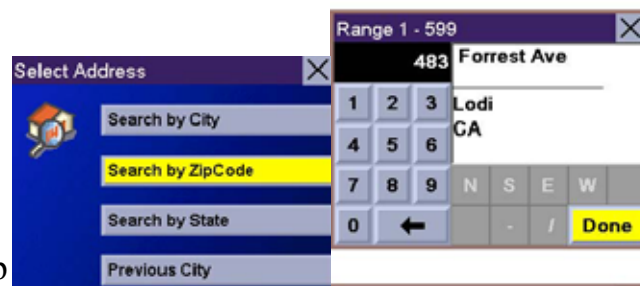 Select Address
Search by City
Search by ZipCode
Search by State
Previous City
Range 1 - 599
483
Forrest Ave
Lodi
CA
1 2 3
4 5 6
7 8 9
0
N S E W
- /
Done